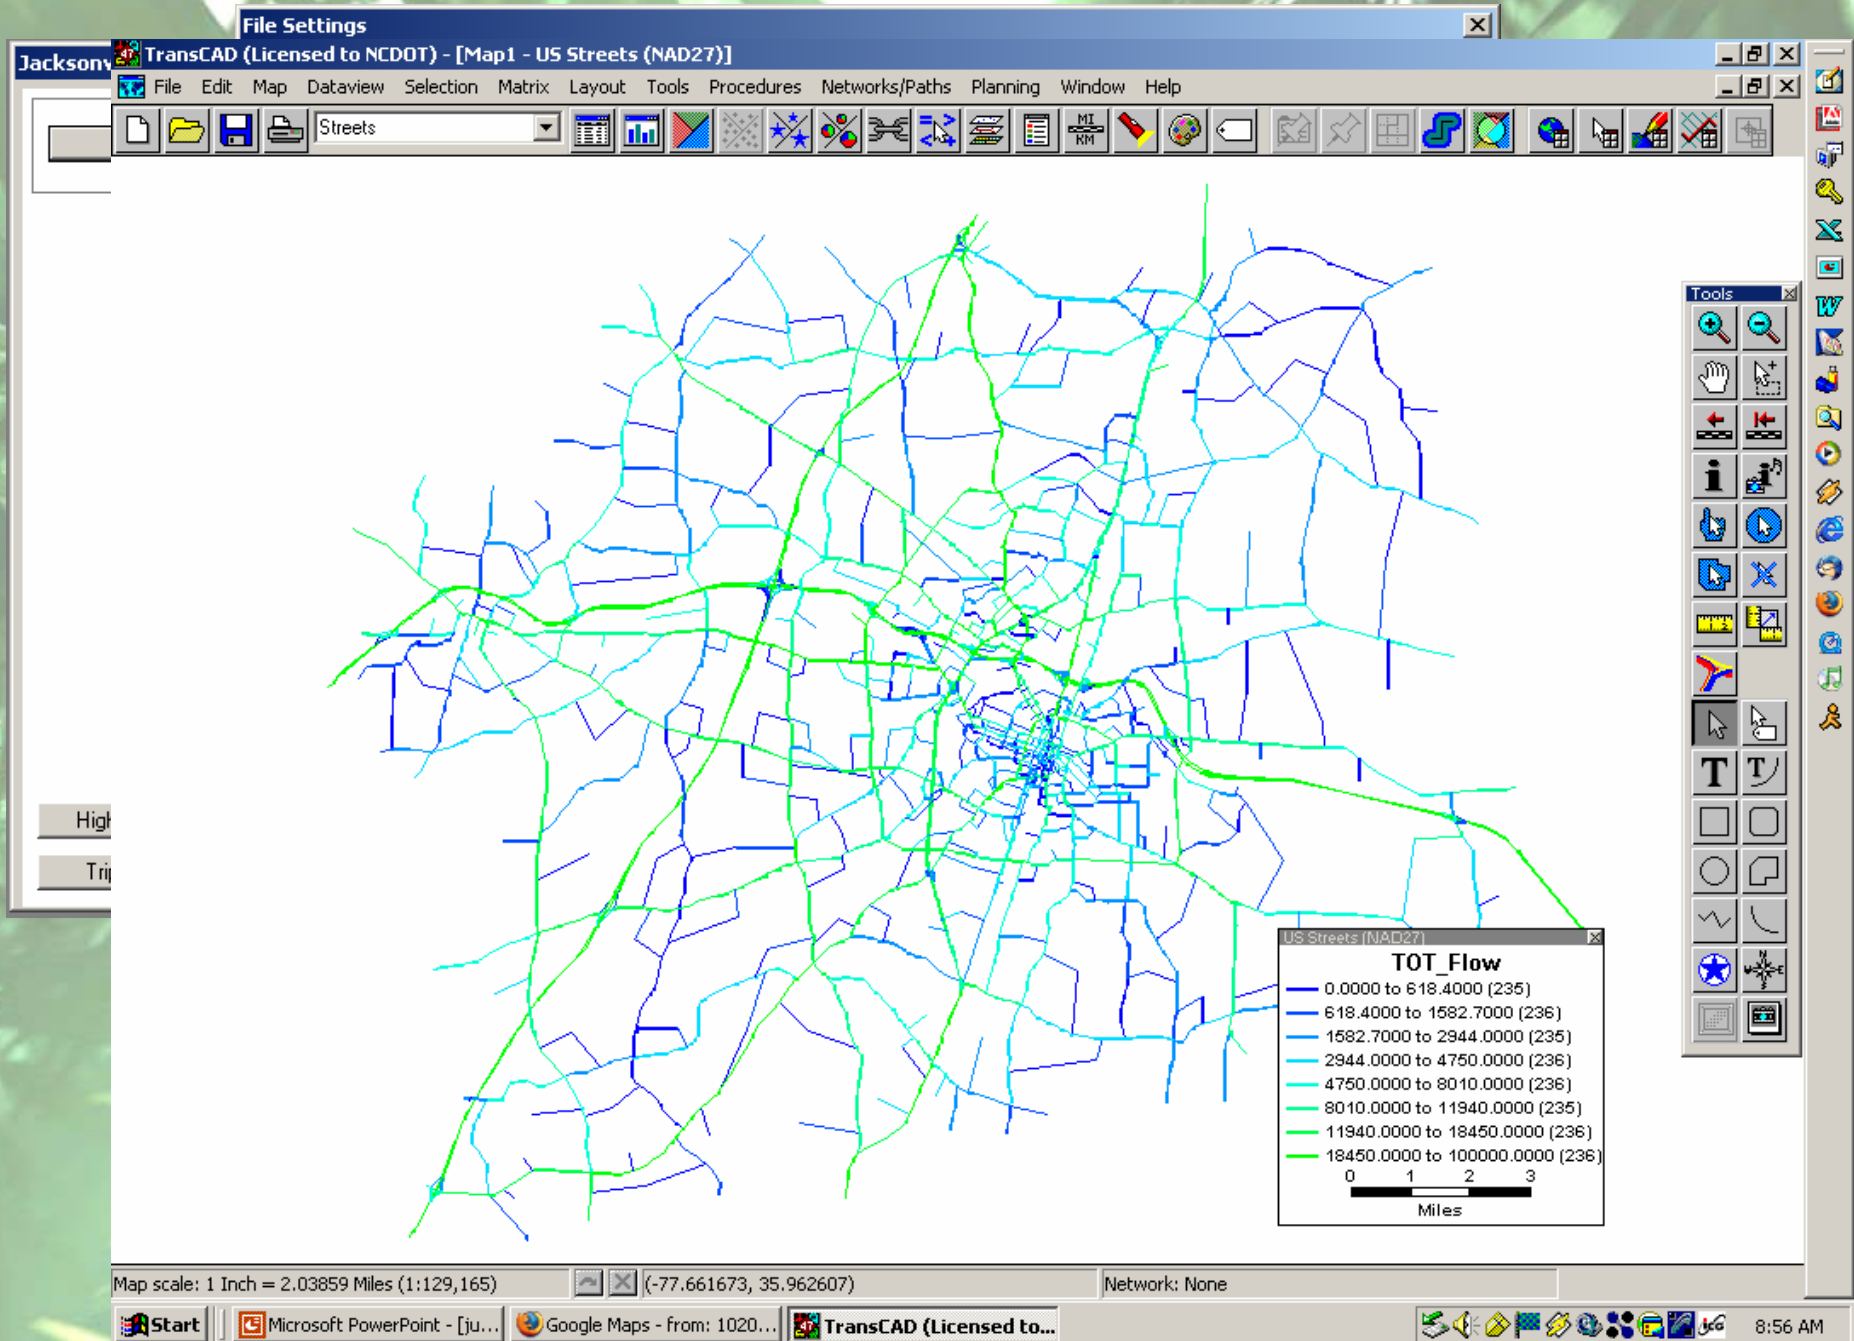 File Settings
Jacksonv
TransCAD (Licensed to NCDOT) - [Map1 - US Streets (NAD27)]
File Edit Map Dataview Selection Matrix Layout Tools Procedures Networks/Paths Planning Window Help
Streets
MI
KM
Tools
T T
High
Trip
US Streets (NAD27)
TOT_Flow
0.0000 to 618.4000 (235)
618.4000 to 1582.7000 (236)
1582.7000 to 2944.0000 (235)
2944.0000 to 4750.0000 (236)
4750.0000 to 8010.0000 (236)
8010.0000 to 11940.0000 (235)
11940.0000 to 18450.0000 (236)
18450.0000 to 100000.0000 (236)
0 1 2 3
Miles
Map scale: 1 Inch = 2.03859 Miles (1:129,165)
(-77.661673, 35.962607)
Network: None
Start
Microsoft PowerPoint - [ju...
Google Maps - from: 1020...
TransCAD (Licensed to...
8:56 AM